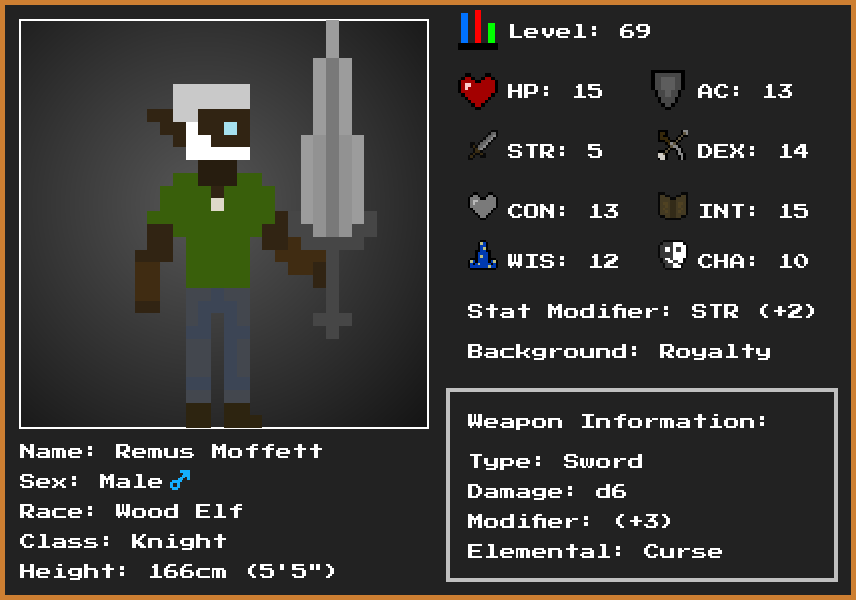 Level: 69
HP: 15 AC: 13
STR: 5 DEX: 14
CON: 13 INT: 15
WIS: 12 CHA: 10
Stat Modifier: STR (+2)
Background: Royalty
Weapon Information:
Type: Sword
Damage: d6
Modifier: (+3)
Elemental: Curse
Name: Remus Moffett
Sex: Male ♂
Race: Wood Elf
Class: Knight
Height: 166cm (5'5")